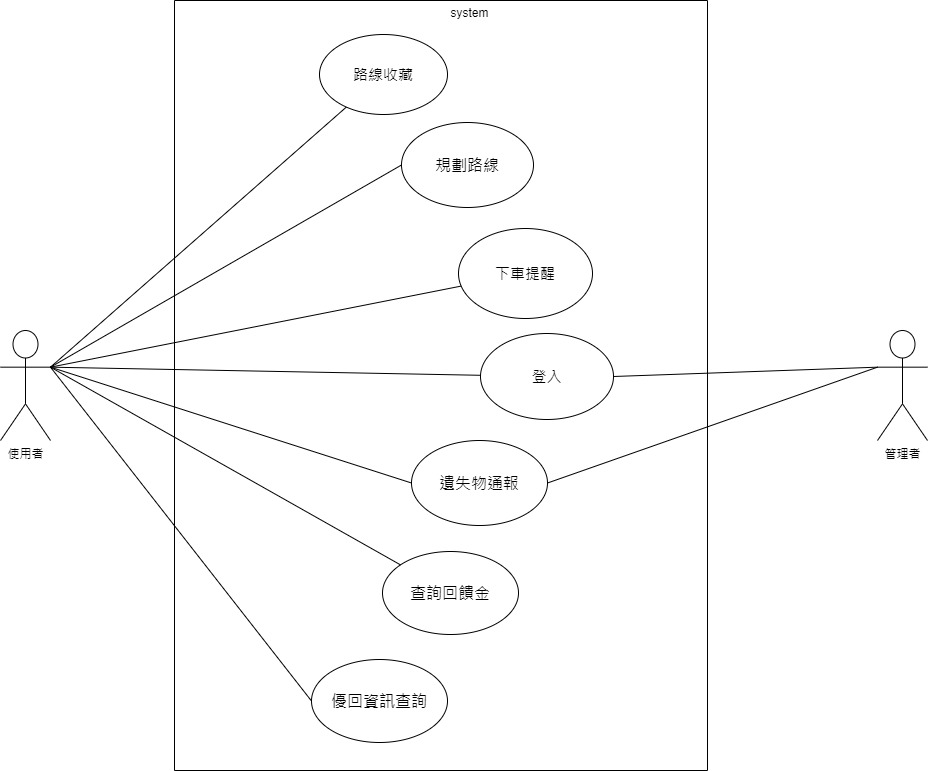 system
路線收藏
規劃路線
下車提醒
登入
使用者
管理者
遺失物通報
查詢回饋金
優回資訊查詢